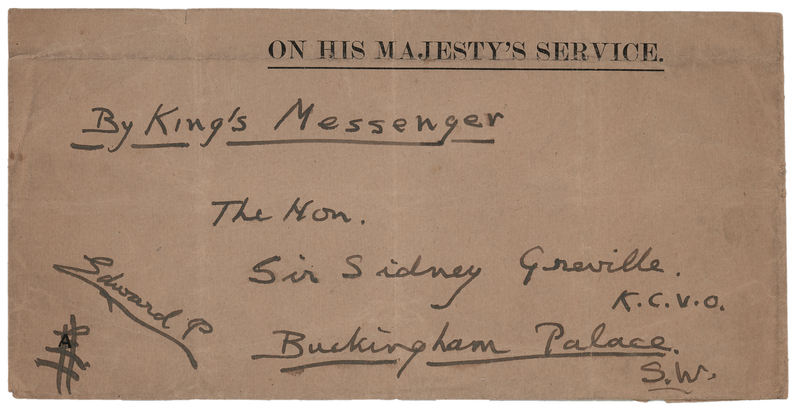 ON HIS MAJESTY'S SERVICE.
By King's Messenger
The Hon.
Sir Sidney Greville.
K.C.V.O.
Buckingham Palace.
S.W.
Edward P
A